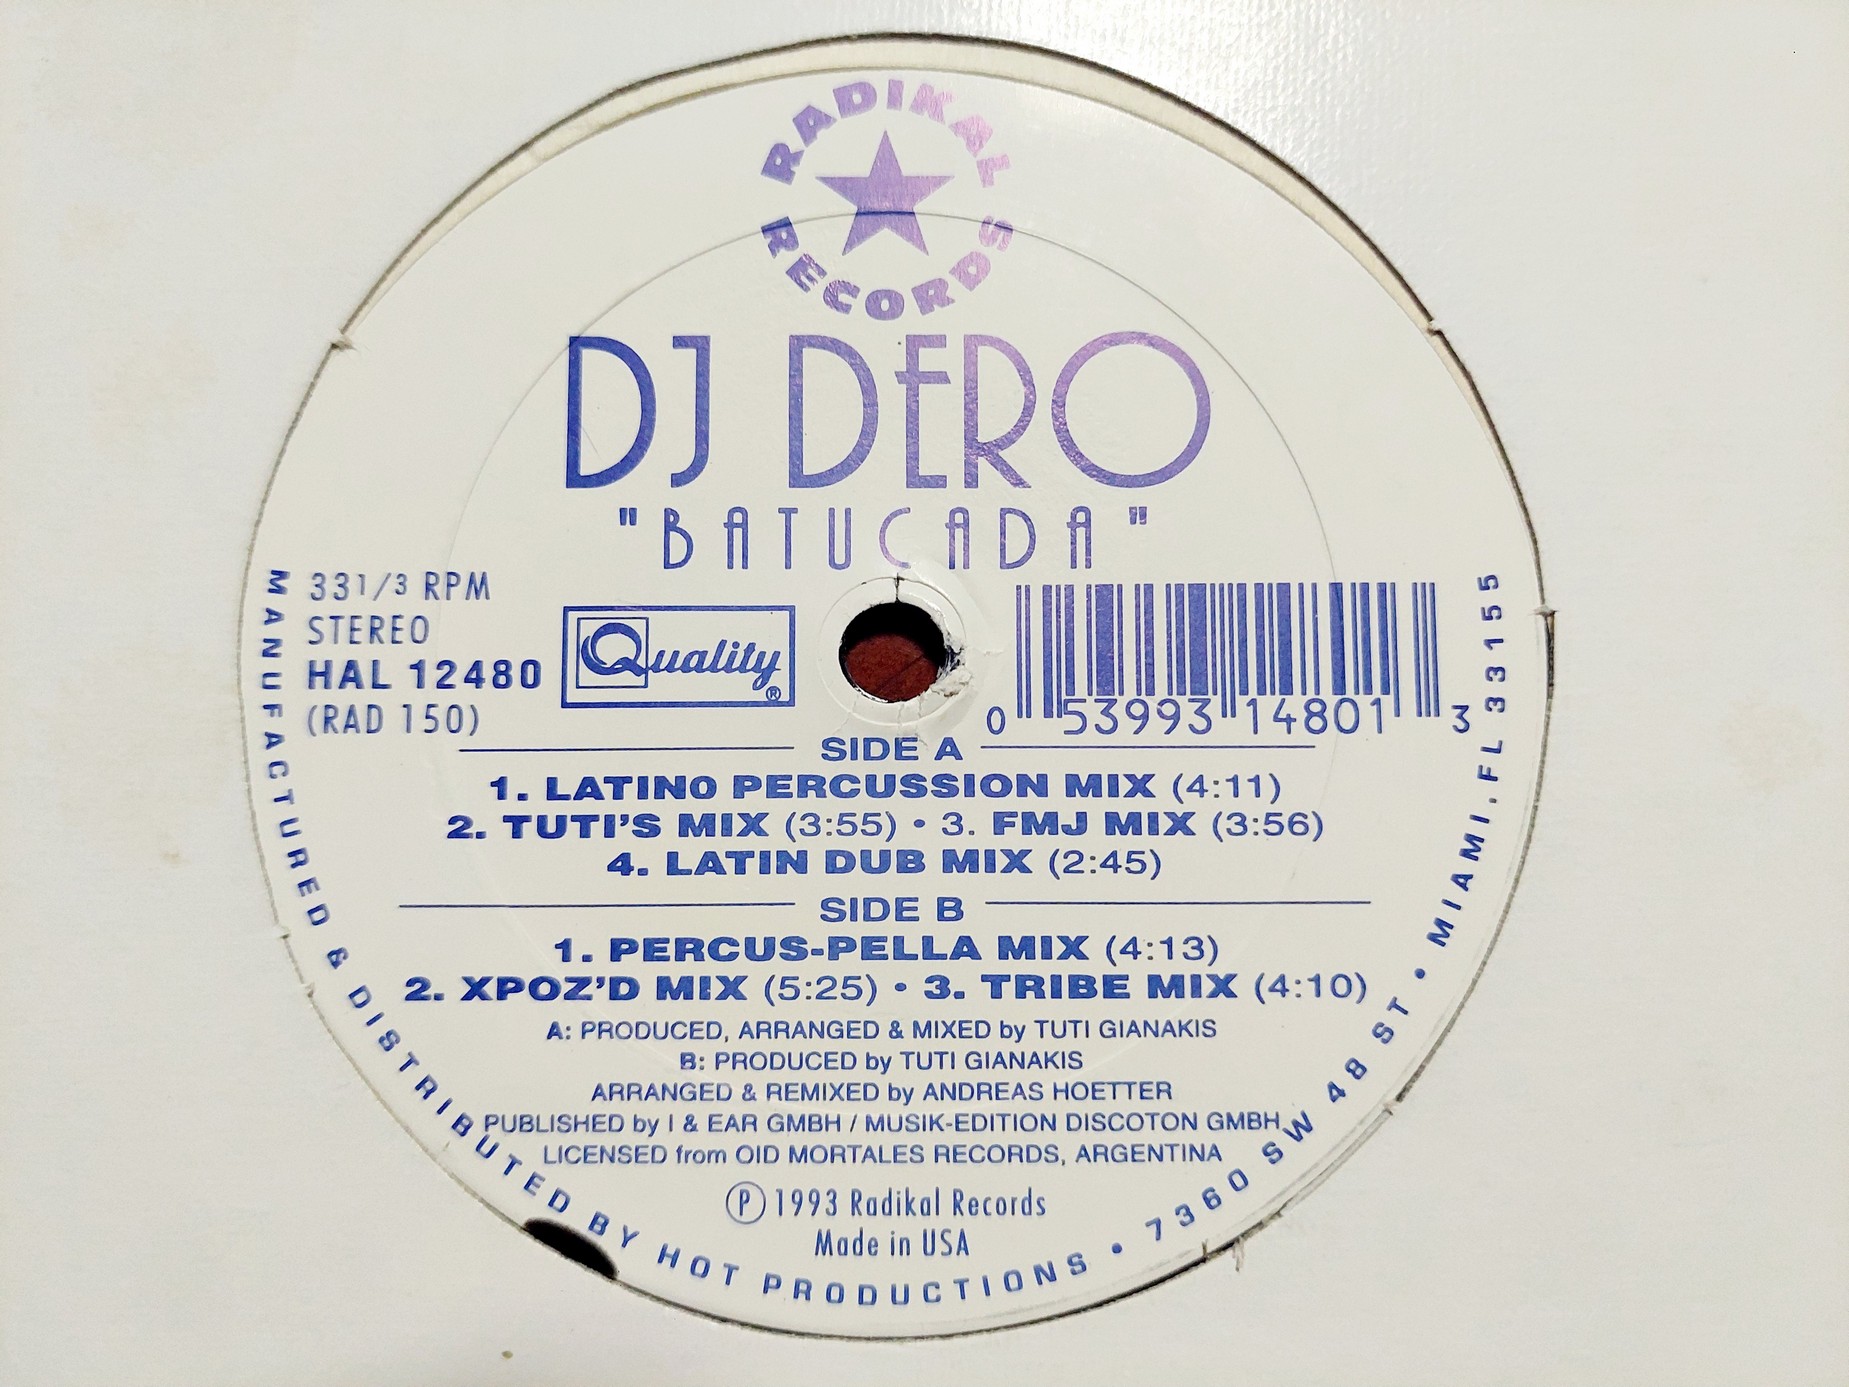 RADIKAL
RECORDS
DJ DERO
"BATUCADA"
33 1/3 RPM
STEREO
HAL 12480
(RAD 150)
Quality®
0 53993 14801 3
SIDE A
1. LATINO PERCUSSION MIX (4:11)
2. TUTI'S MIX (3:55) • 3. FMJ MIX (3:56)
4. LATIN DUB MIX (2:45)
SIDE B
1. PERCUS-PELLA MIX (4:13)
2. XPOZ'D MIX (5:25) • 3. TRIBE MIX (4:10)
A: PRODUCED, ARRANGED & MIXED by TUTI GIANAKIS
B: PRODUCED by TUTI GIANAKIS
ARRANGED & REMIXED by ANDREAS HOETTER
PUBLISHED by I & EAR GMBH / MUSIK-EDITION DISCOTON GMBH
LICENSED from OID MORTALES RECORDS, ARGENTINA
Ⓟ 1993 Radikal Records
Made in USA
MANUFACTURED & DISTRIBUTED BY HOT PRODUCTIONS • 7360 SW 48 ST • MIAMI, FL 33155